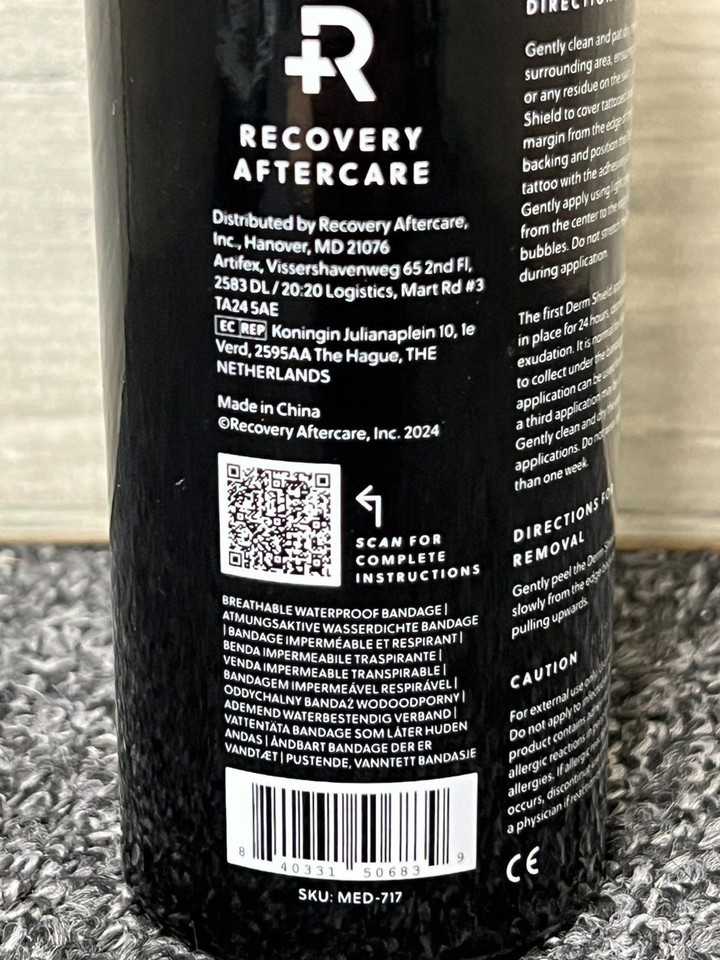 R
RECOVERY
AFTERCARE
Distributed by Recovery Aftercare,
Inc., Hanover, MD 21076
Artifex, Vissershavenweg 65 2nd Fl,
2583 DL / 20:20 Logistics, Mart Rd #3
TA24 5AE
EC REP Koningin Julianaplein 10, 1e
Verd, 2595AA The Hague, THE
NETHERLANDS
Made in China
©Recovery Aftercare, Inc. 2024
SCAN FOR
COMPLETE
INSTRUCTIONS
BREATHABLE WATERPROOF BANDAGE |
ATMUNGSAKTIVE WASSERDICHTE BANDAGE
| BANDAGE IMPERMÉABLE ET RESPIRANT |
BENDA IMPERMEABILE TRASPIRANTE |
VENDA IMPERMEABLE TRANSPIRABLE |
BANDAGEM IMPERMEÁVEL RESPIRÁVEL |
ODDYCHALNY BANDAŻ WODOODPORNY |
ADEMEND WATERBESTENDIG VERBAND |
VATTENTÄTA BANDAGE SOM LÅTER HUDEN
ANDAS | ÅNDBART BANDAGE DER ER
VANDTÆT | PUSTENDE, VANNTETT BANDASJE
8 40331 50683 9
SKU: MED-717
Gently clean and pat dry
surrounding area,
or any residue on the
Shield to cover tattoo
margin from the edge of
backing and position the
tattoo with the adhesive
Gently apply using light
from the center to the
bubbles. Do not stretch
during application.
The first Derm Shield
in place for 24 hours,
exudation. It is normal
to collect under the
application can be
a third application may
Gently clean and dry the
applications. Do not
than one week.
DIRECTIONS FOR
REMOVAL
Gently peel the Derm
slowly from the edge
pulling upwards.
CAUTION
For external use only.
Do not apply to
product contains
allergic reactions in
allergies. If allergic
occurs, discontinue
a physician if
CE